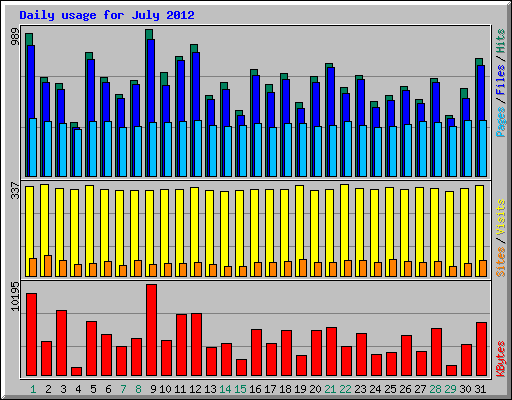 Daily usage for July 2012
989
Pages / Files / Hits
337
Sites / Visits
10195
KBytes
1 2 3 4 5 6 7 8 9 10 11 12 13 14 15 16 17 18 19 20 21 22 23 24 25 26 27 28 29 30 31